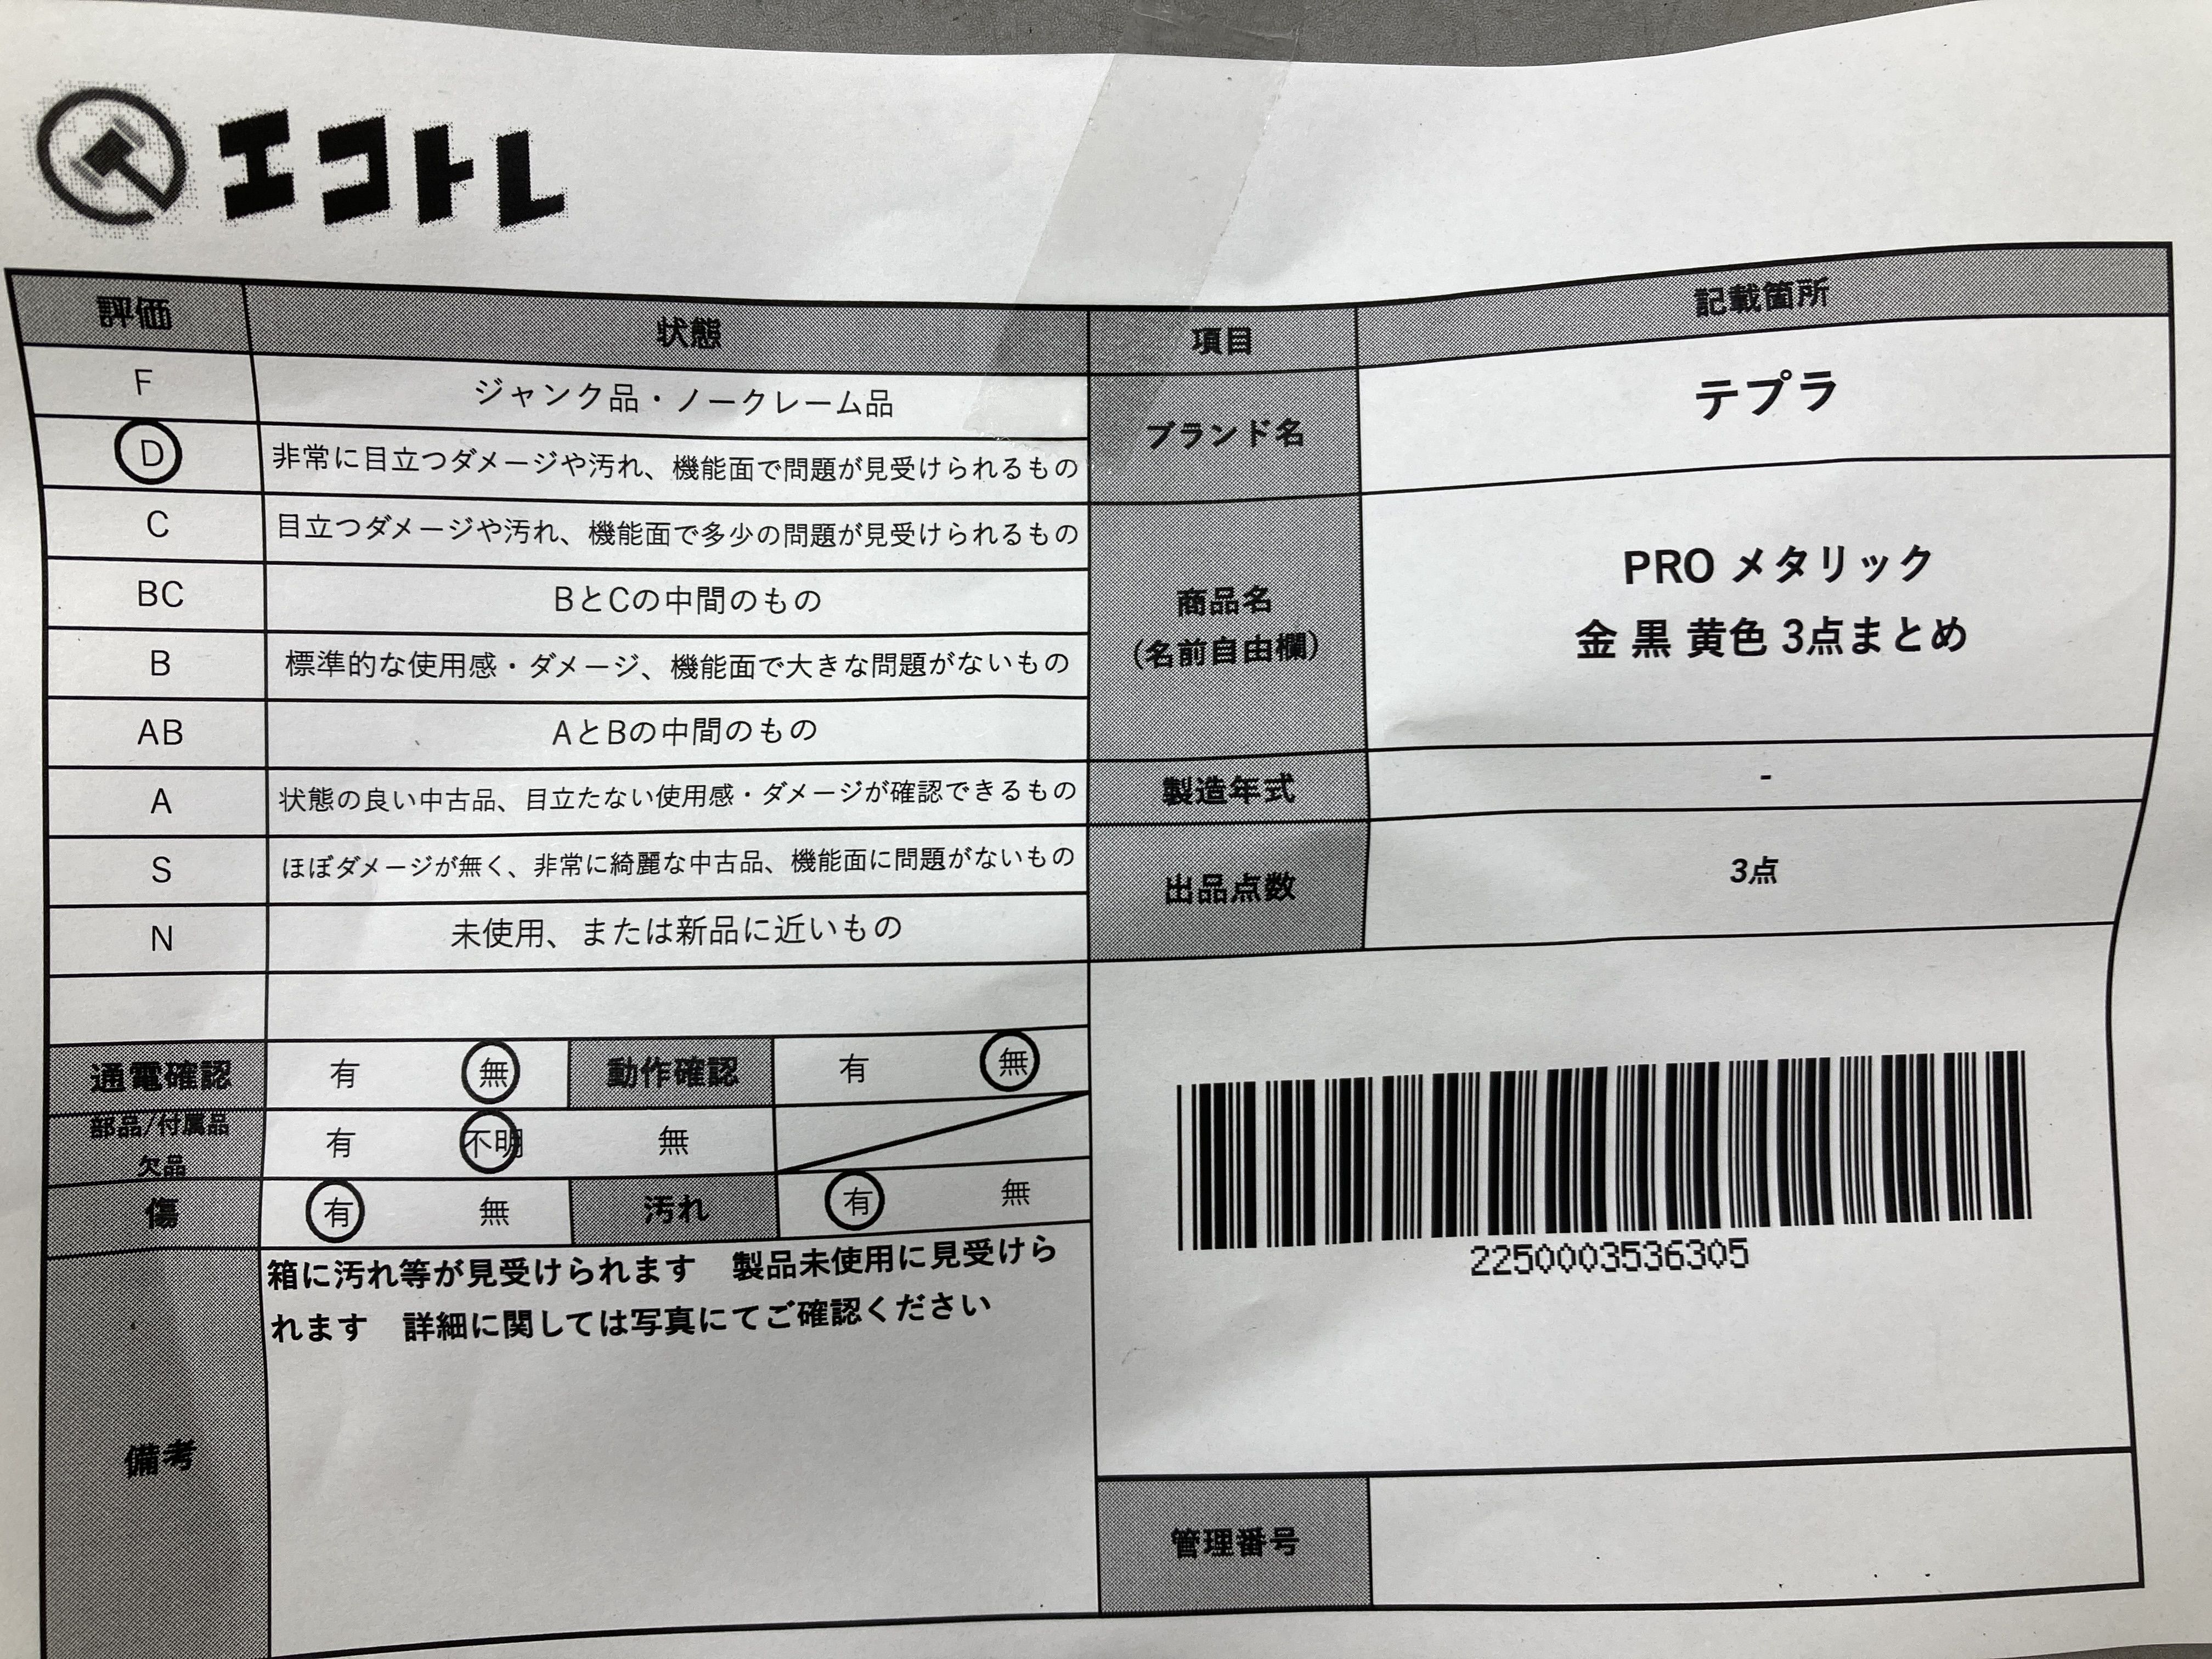 エコトレ
評価 状態
F ジャンク品・ノークレーム品
D 非常に目立つダメージや汚れ、機能面で問題が見受けられるもの
C 目立つダメージや汚れ、機能面で多少の問題が見受けられるもの
BC BとCの中間のもの
B 標準的な使用感・ダメージ、機能面で大きな問題がないもの
AB AとBの中間のもの
A 状態の良い中古品、目立たない使用感・ダメージが確認できるもの
S ほぼダメージが無く、非常に綺麗な中古品、機能面に問題がないもの
N 未使用、または新品に近いもの
通電確認 有 無 動作確認 有 無
部品/付属品
欠品 有 不明 無
傷 有 無 汚れ 有 無
備考
箱に汚れ等が見受けられます 製品未使用に見受けら
れます 詳細に関しては写真にてご確認ください
項目 記載箇所
ブランド名 テプラ
商品名
(名前自由欄)
PRO メタリック
金 黒 黄色 3点まとめ
製造年式 -
出品点数 3点
2250003536305
管理番号